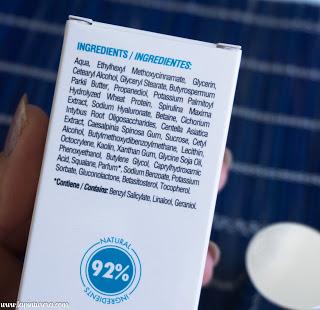 INGREDIENTS / INGREDIENTES:
Aqua, Ethylhexyl Methoxycinnamate, Glycerin,
Cetearyl Alcohol, Glyceryl Stearate, Butyrospermum
Parkii Butter, Propanediol, Potassium Palmitoyl
Hydrolyzed Wheat Protein, Spirulina Maxima
Extract, Sodium Hyaluronate, Betaine, Cichorium
Intybus Root Oligosaccharides, Centella Asiatica
Extract, Caesalpinia Spinosa Gum, Sucrose, Cetyl
Alcohol, Butylmethoxydibenzoylmethane, Lecithin,
Octocrylene, Kaolin, Xanthan Gum, Glycine Soja Oil,
Phenoxyethanol, Butylene Glycol, Caprylhydroxamic
Acid, Squalane, Parfum*, Sodium Benzoate, Potassium
Sorbate, Gluconolactone, Betasitosterol, Tocopherol.
*Contiene / Contains: Benzyl Salicylate, Linalool, Geraniol.
NATURAL
92%
INGREDIENTS